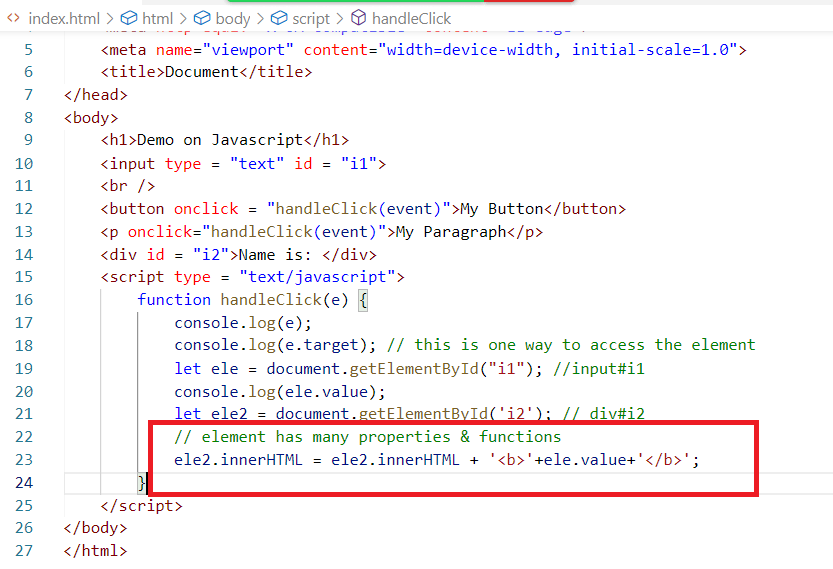 index.html > html > body > script > handleClick
5 <meta name="viewport" content="width=device-width, initial-scale=1.0">
6 <title>Document</title>
7 </head>
8 <body>
9 <h1>Demo on Javascript</h1>
10 <input type = "text" id = "i1">
11 <br />
12 <button onclick = "handleClick(event)">My Button</button>
13 <p onclick="handleClick(event)">My Paragraph</p>
14 <div id = "i2">Name is: </div>
15 <script type = "text/javascript">
16 function handleClick(e) {
17 console.log(e);
18 console.log(e.target); // this is one way to access the element
19 let ele = document.getElementById("i1"); //input#i1
20 console.log(ele.value);
21 let ele2 = document.getElementById('i2'); // div#i2
22 // element has many properties & functions
23 ele2.innerHTML = ele2.innerHTML + '<b>'+ele.value+'</b>';
24 }
25 </script>
26 </body>
27 </html>